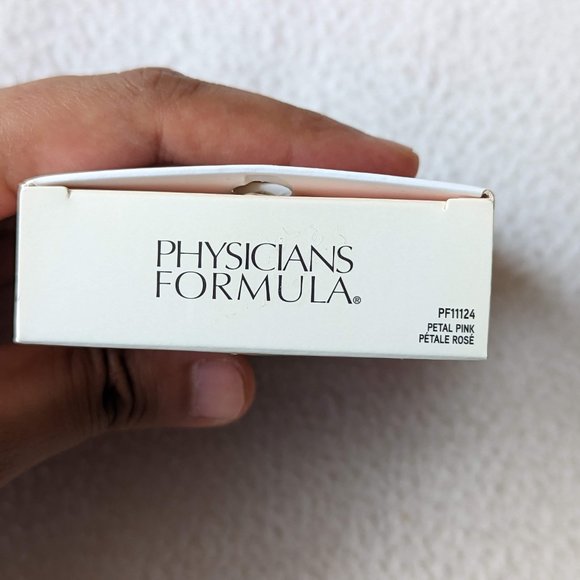 PHYSICIANS
FORMULA®
PF11124
PETAL PINK
PÉTALE ROSÉ